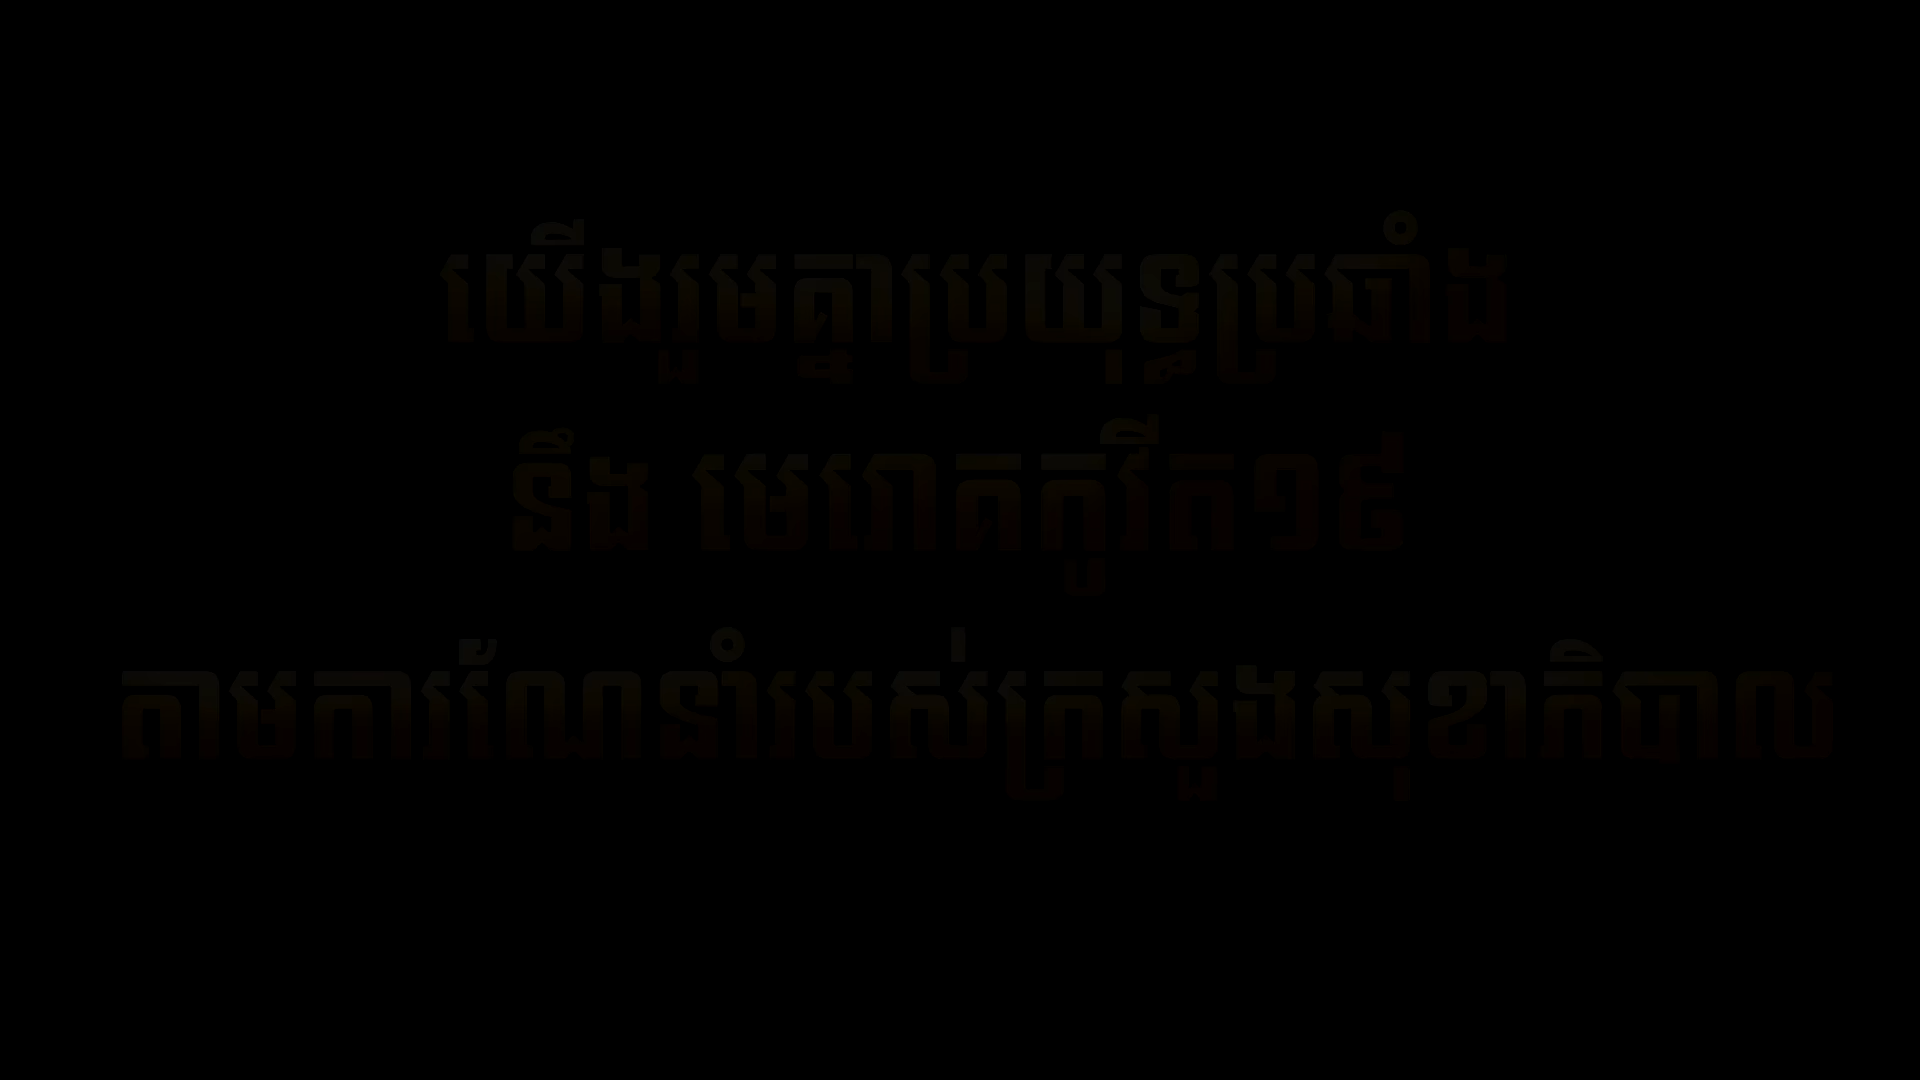 យើងរួមគ្នាប្រយុទ្ធប្រឆាំង
នឹង មេរោគកូវីត១៩
តាមការណែនាំរបស់ក្រសួងសុខាភិបាល